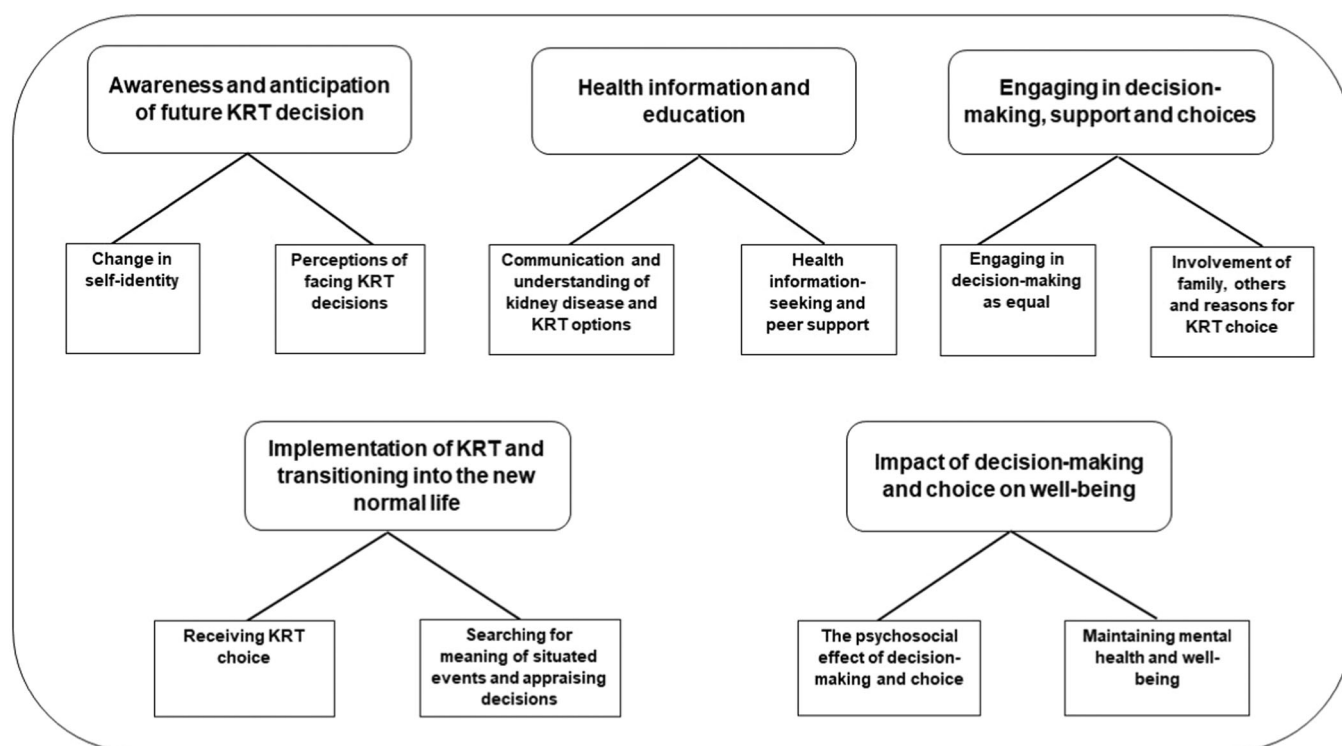 Awareness and anticipation
of future KRT decision
Health information and
education
Engaging in decision-
making, support and choices
Change in
self-identity
Perceptions of
facing KRT
decisions
Communication and
understanding of
kidney disease and
KRT options
Health
information-
seeking and
peer support
Engaging in
decision-making
as equal
Involvement of
family, others
and reasons for
KRT choice
Implementation of KRT and
transitioning into the new
normal life
Impact of decision-making
and choice on well-being
Receiving KRT
choice
Searching for
meaning of situated
events and appraising
decisions
The psychosocial
effect of decision-
making and choice
Maintaining mental
health and well-
being